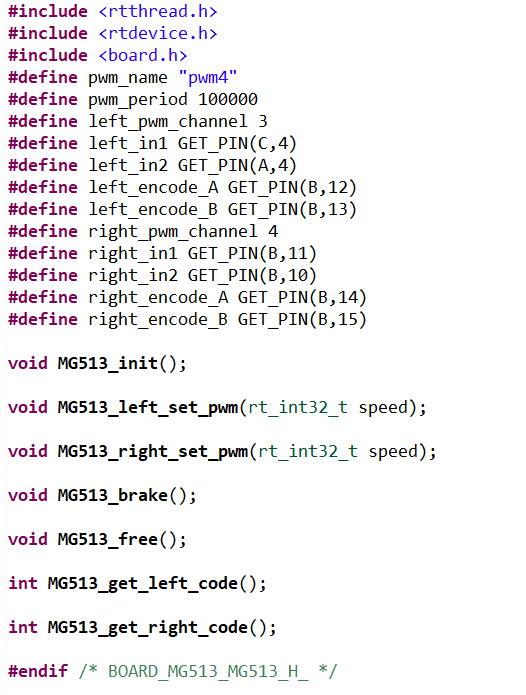 #include <rtthread.h>
#include <rtdevice.h>
#include <board.h>
#define pwm_name "pwm4"
#define pwm_period 100000
#define left_pwm_channel 3
#define left_in1 GET_PIN(C,4)
#define left_in2 GET_PIN(A,4)
#define left_encode_A GET_PIN(B,12)
#define left_encode_B GET_PIN(B,13)
#define right_pwm_channel 4
#define right_in1 GET_PIN(B,11)
#define right_in2 GET_PIN(B,10)
#define right_encode_A GET_PIN(B,14)
#define right_encode_B GET_PIN(B,15)
void MG513_init();
void MG513_left_set_pwm(rt_int32_t speed);
void MG513_right_set_pwm(rt_int32_t speed);
void MG513_brake();
void MG513_free();
int MG513_get_left_code();
int MG513_get_right_code();
#endif /* BOARD_MG513_MG513_H_ */